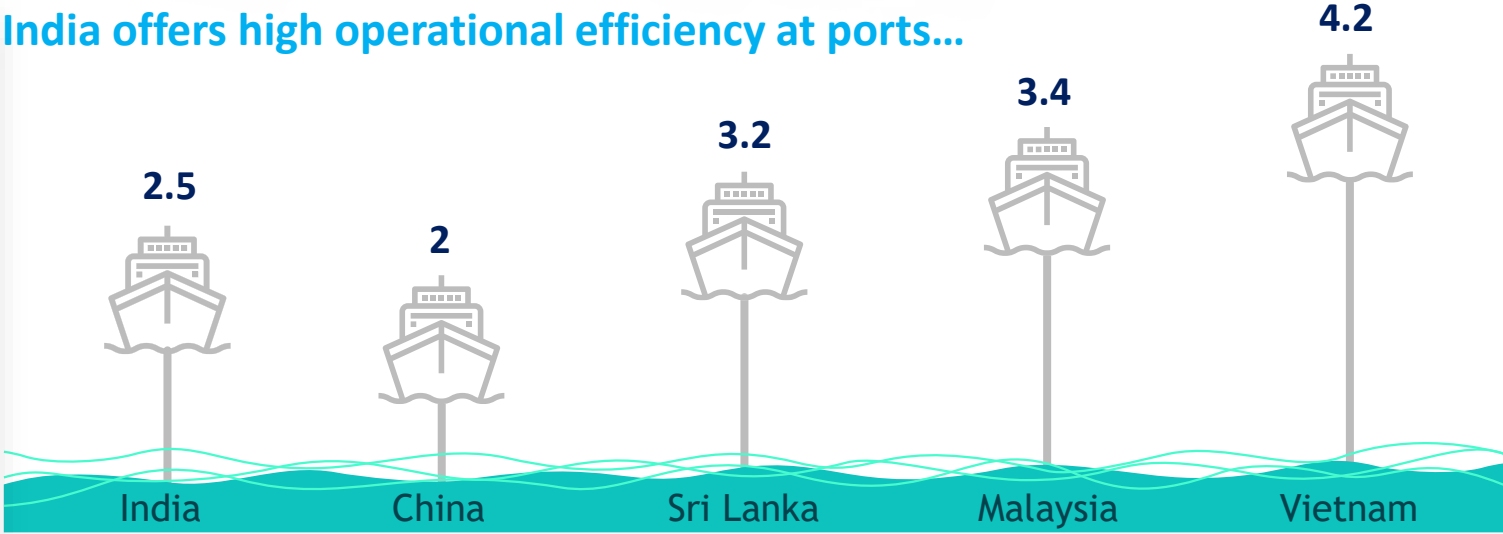 India offers high operational efficiency at ports…
4.2
3.4
3.2
2.5
2
India
China
Sri Lanka
Malaysia
Vietnam